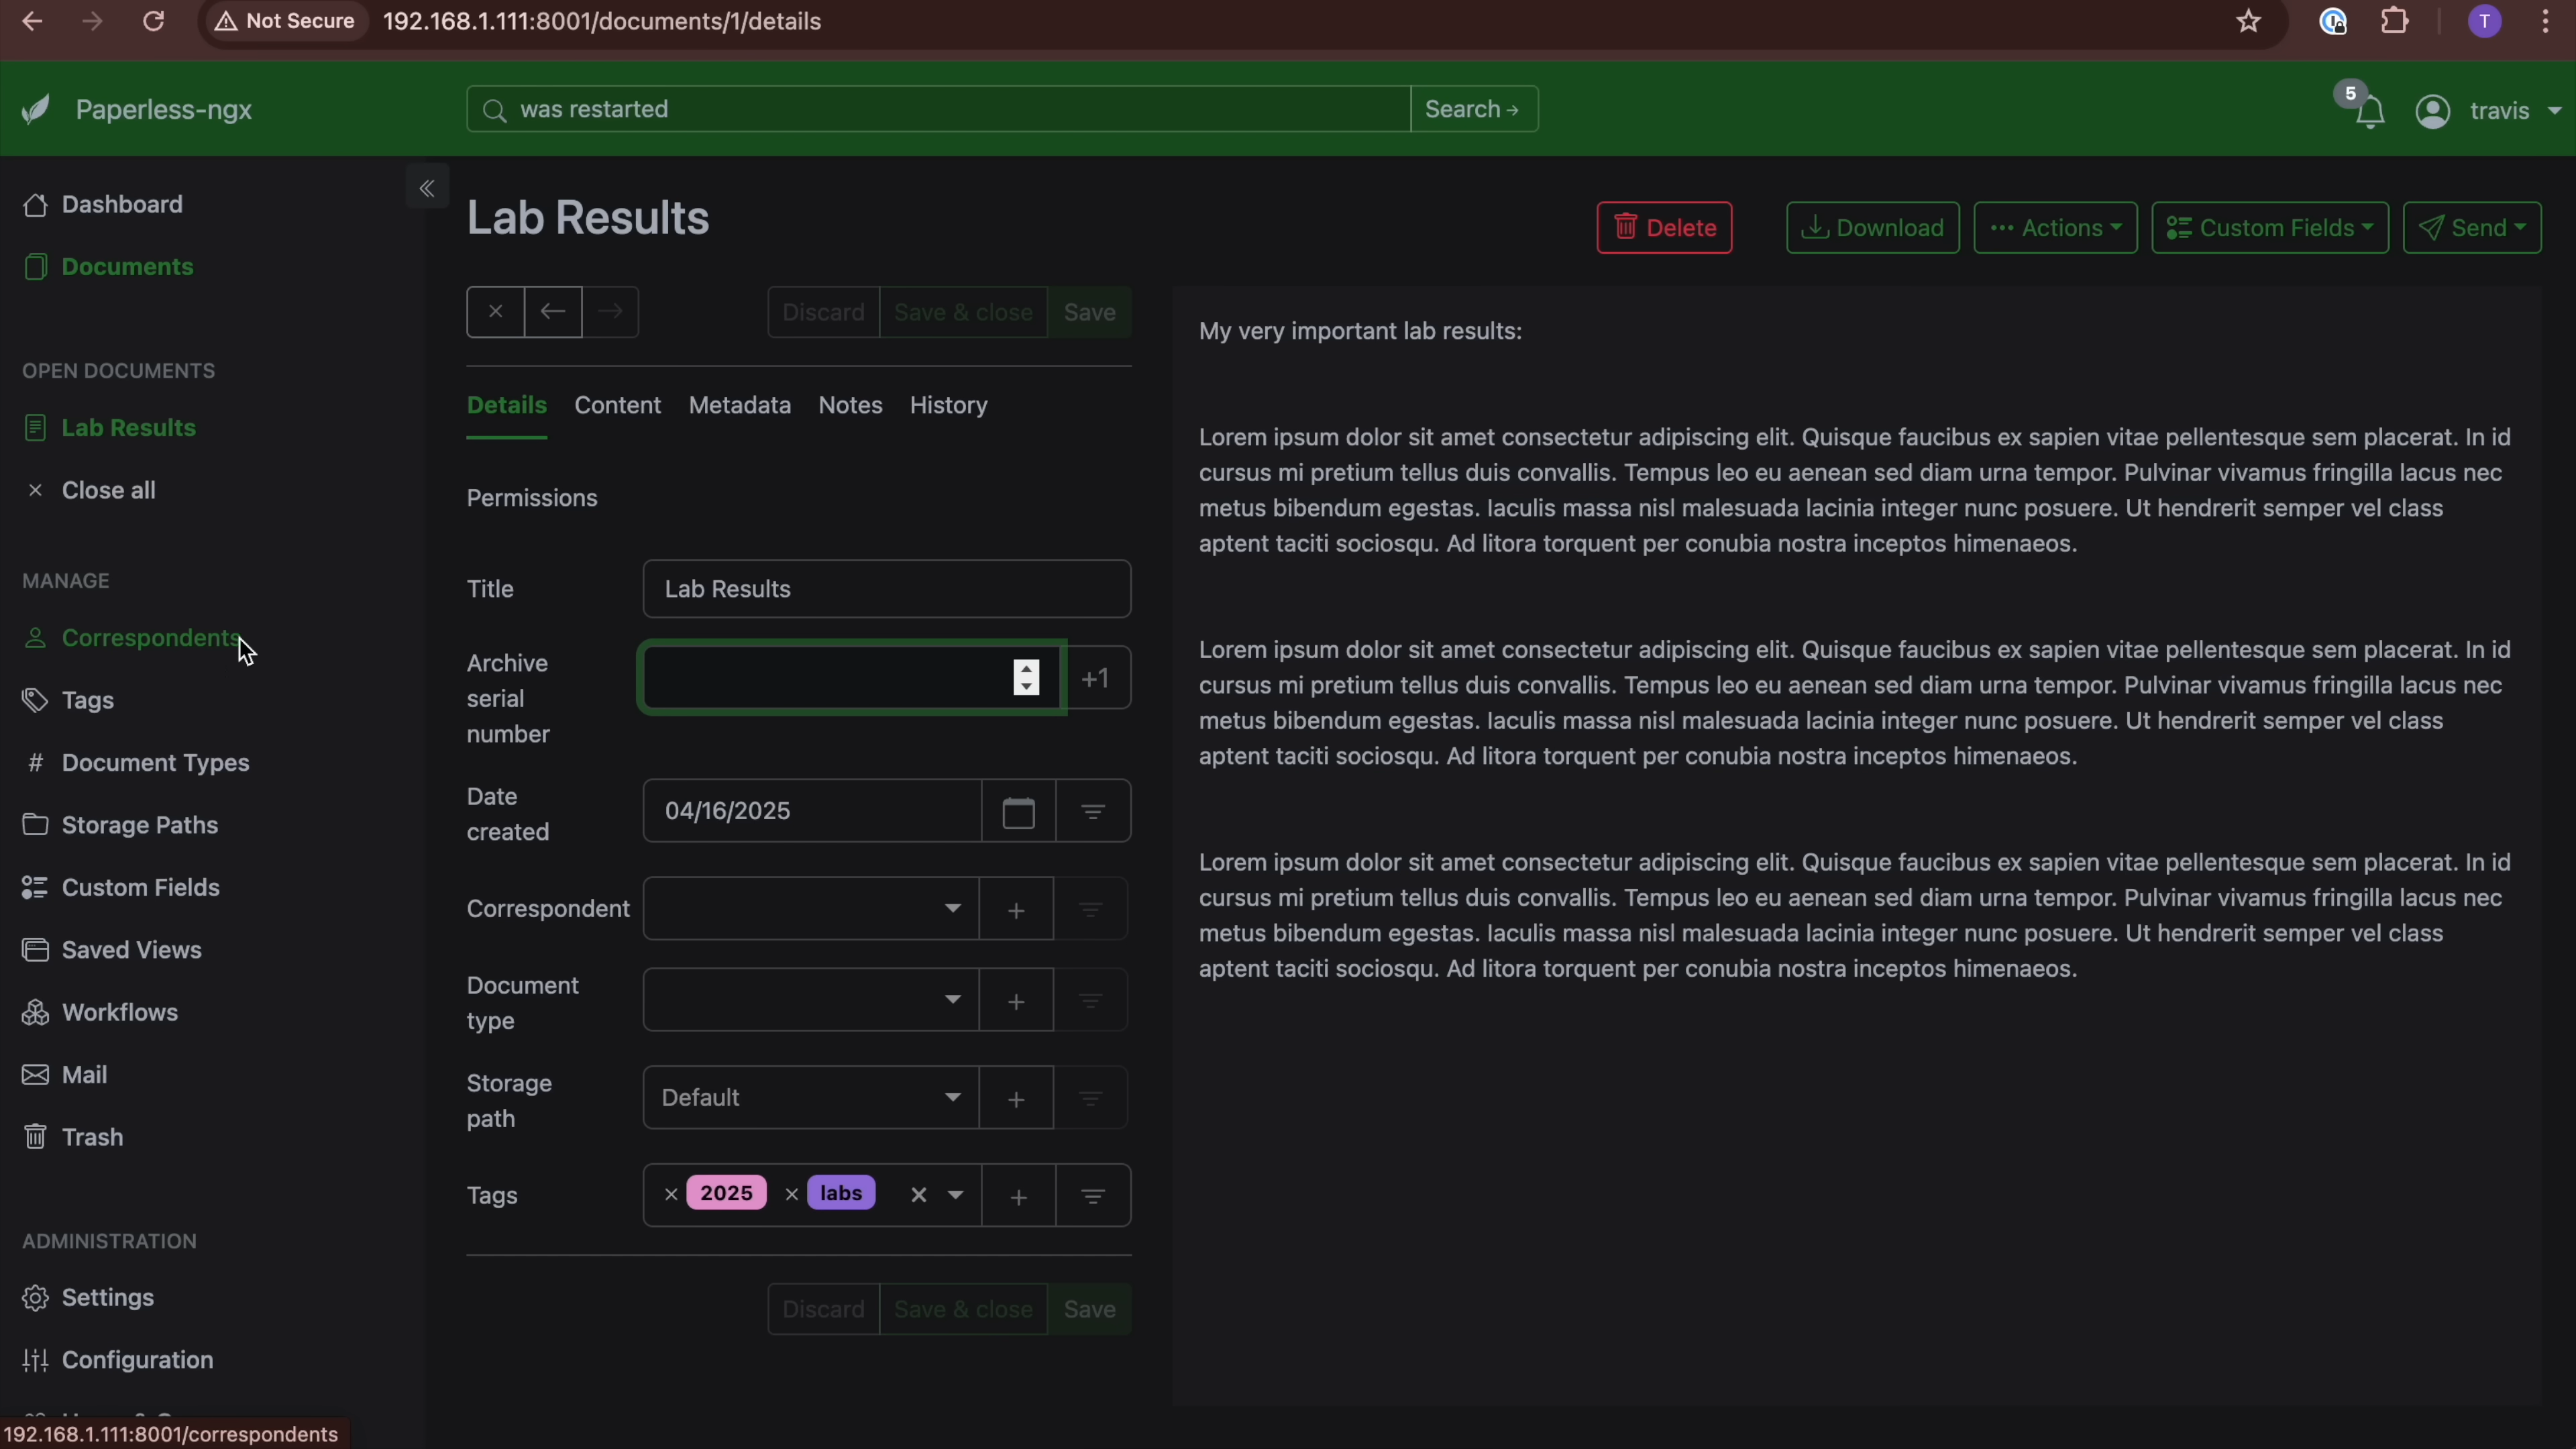 Not Secure
192.168.1.111:8001/documents/1/details
T
Paperless-ngx
was restarted
Search
5
travis
Dashboard
Documents
OPEN DOCUMENTS
Lab Results
Close all
MANAGE
Correspondents
Tags
# Document Types
Storage Paths
Custom Fields
Saved Views
Workflows
Mail
Trash
ADMINISTRATION
Settings
Configuration
192.168.1.111:8001/correspondents
Lab Results
Delete
Download
Actions
Custom Fields
Send
Discard
Save & close
Save
Details
Content
Metadata
Notes
History
Permissions
Title
Lab Results
Archive
serial
number
+1
Date
created
04/16/2025
Correspondent
Document
type
Storage
path
Default
Tags
2025
labs
Discard
Save & close
Save
My very important lab results:
Lorem ipsum dolor sit amet consectetur adipiscing elit. Quisque faucibus ex sapien vitae pellentesque sem placerat. In id
cursus mi pretium tellus duis convallis. Tempus leo eu aenean sed diam urna tempor. Pulvinar vivamus fringilla lacus nec
metus bibendum egestas. Iaculis massa nisl malesuada lacinia integer nunc posuere. Ut hendrerit semper vel class
aptent taciti sociosqu. Ad litora torquent per conubia nostra inceptos himenaeos.
Lorem ipsum dolor sit amet consectetur adipiscing elit. Quisque faucibus ex sapien vitae pellentesque sem placerat. In id
cursus mi pretium tellus duis convallis. Tempus leo eu aenean sed diam urna tempor. Pulvinar vivamus fringilla lacus nec
metus bibendum egestas. Iaculis massa nisl malesuada lacinia integer nunc posuere. Ut hendrerit semper vel class
aptent taciti sociosqu. Ad litora torquent per conubia nostra inceptos himenaeos.
Lorem ipsum dolor sit amet consectetur adipiscing elit. Quisque faucibus ex sapien vitae pellentesque sem placerat. In id
cursus mi pretium tellus duis convallis. Tempus leo eu aenean sed diam urna tempor. Pulvinar vivamus fringilla lacus nec
metus bibendum egestas. Iaculis massa nisl malesuada lacinia integer nunc posuere. Ut hendrerit semper vel class
aptent taciti sociosqu. Ad litora torquent per conubia nostra inceptos himenaeos.